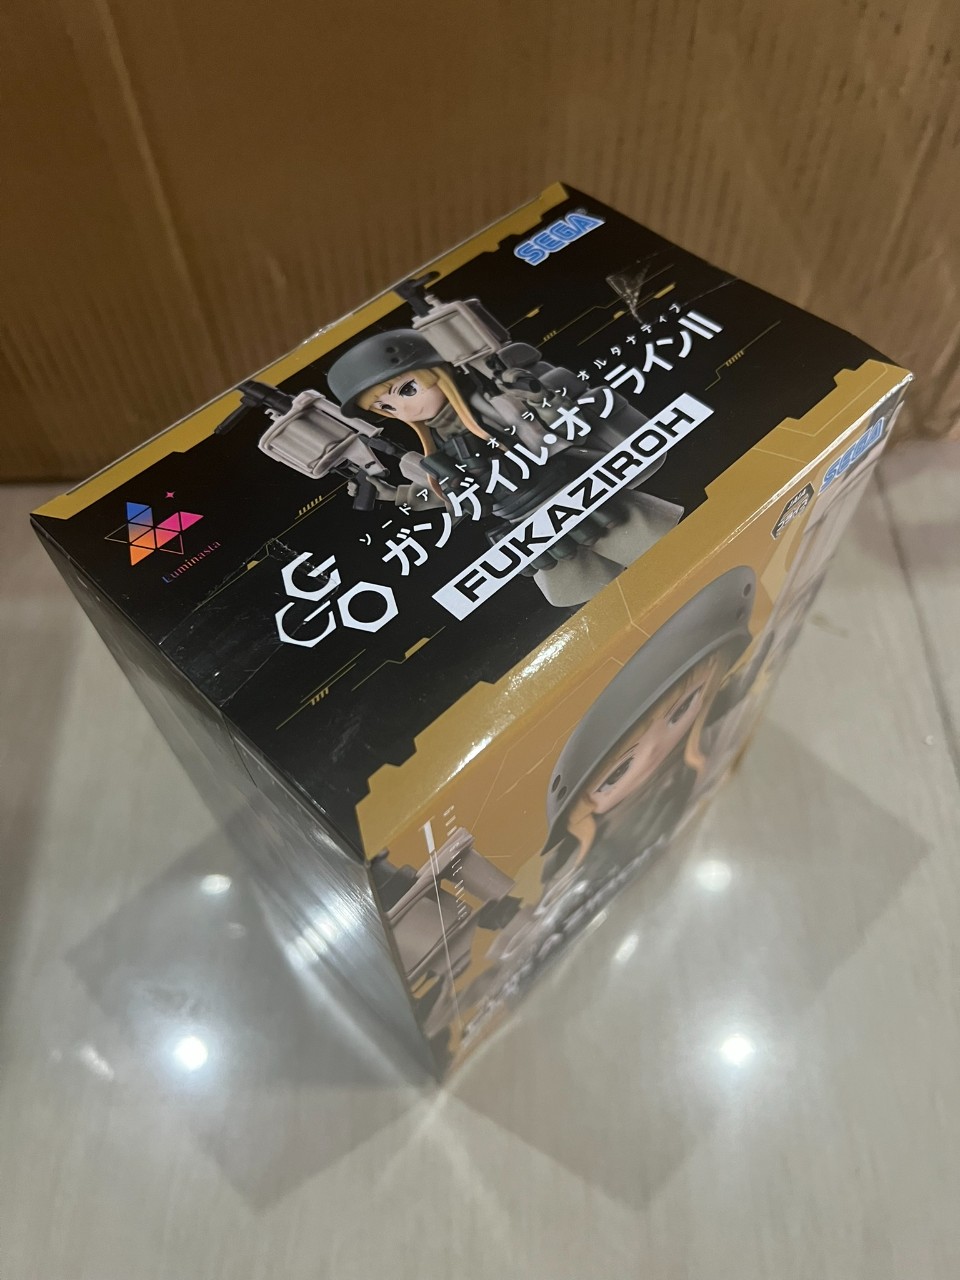 SEGA
ソードアート・オンライン オルタナティブ
ガンゲイル・オンラインII
GGO
FUKAZIROH
Luminasta
SEGA